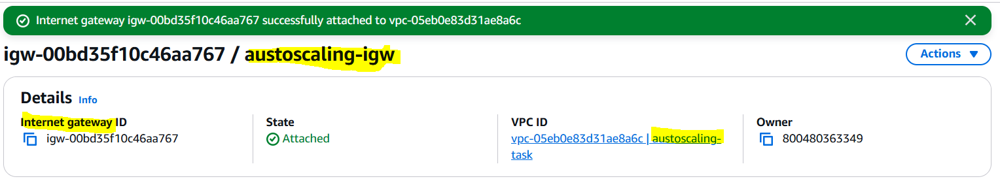 Internet gateway igw-00bd35f10c46aa767 successfully attached to vpc-05eb0e83d31ae8a6c
igw-00bd35f10c46aa767 / austoscaling-igw
Actions
Details Info
Internet gateway ID
igw-00bd35f10c46aa767
State
Attached
VPC ID
vpc-05eb0e83d31ae8a6c | austoscaling-
task
Owner
800480363349